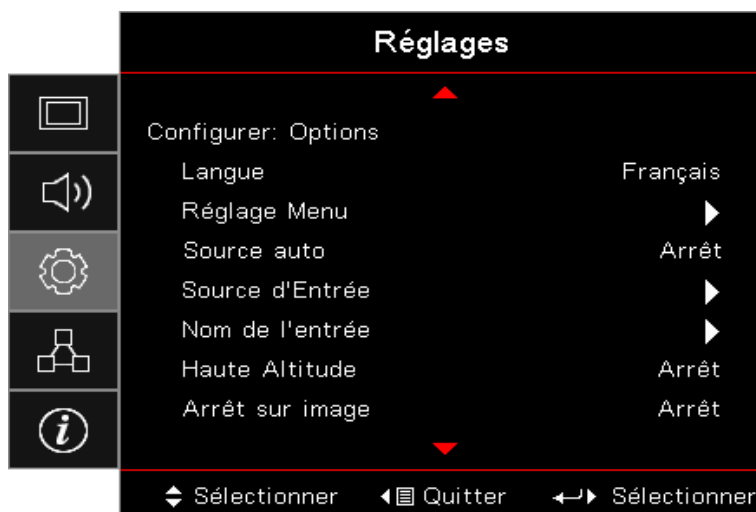 Réglages
Configurer: Options
Langue Français
Réglage Menu
Source auto Arrêt
Source d'Entrée
Nom de l'entrée
Haute Altitude Arrêt
Arrêt sur image Arrêt
Sélectionner Quitter Sélectionner